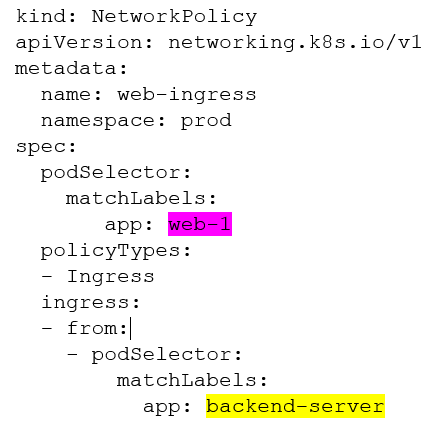 kind: NetworkPolicy
apiVersion: networking.k8s.io/v1
metadata:
  name: web-ingress
  namespace: prod
spec:
  podSelector:
    matchLabels:
       app: web-1
  policyTypes:
  - Ingress
  ingress:
  - from:
    - podSelector:
        matchLabels:
          app: backend-server